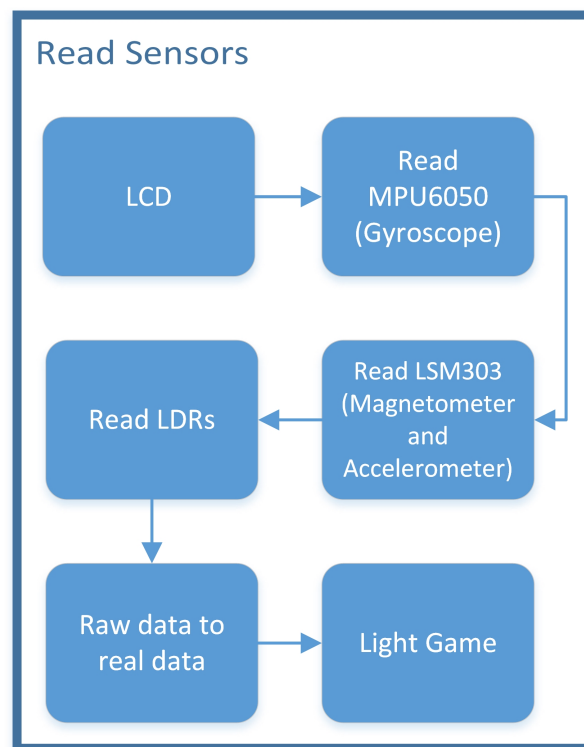 Read Sensors
LCD
Read
MPU6050
(Gyroscope)
Read LSM303
(Magnetometer
and
Accelerometer)
Read LDRs
Raw data to
real data
Light Game